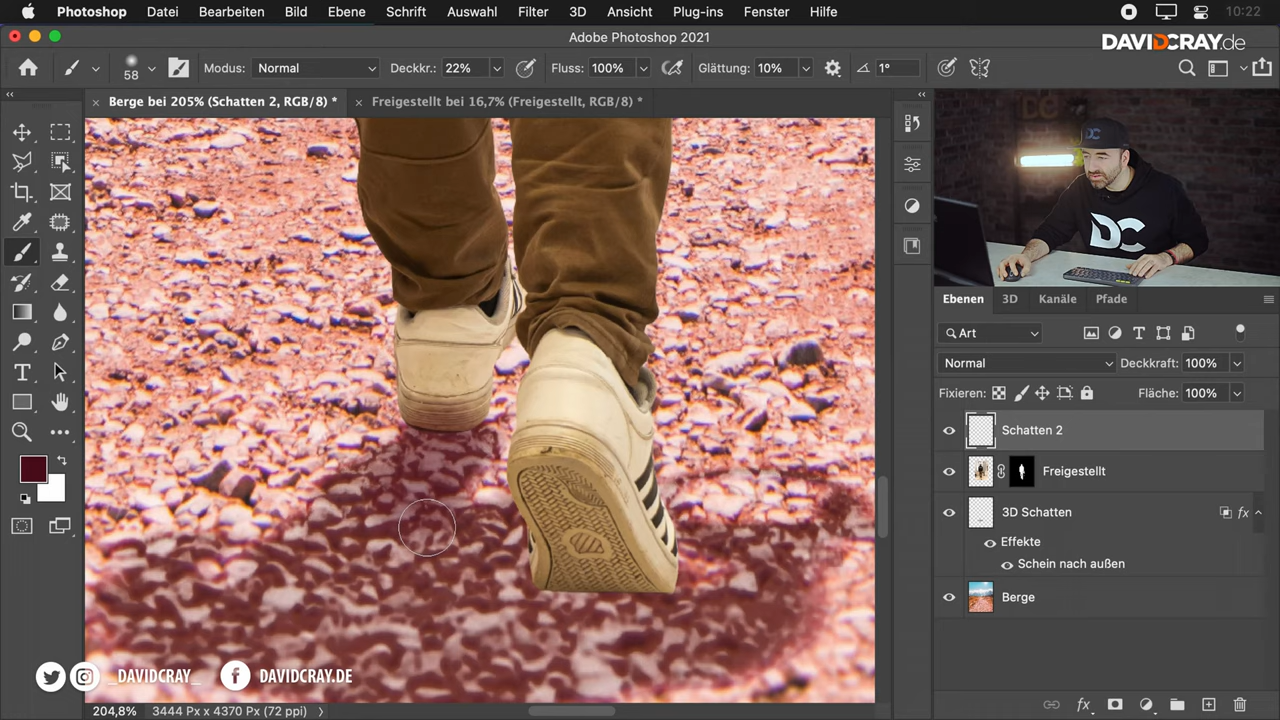 Photoshop Datei Bearbeiten Bild Ebene Schrift Auswahl Filter 3D Ansicht Plug-ins Fenster Hilfe 10:22
Adobe Photoshop 2021
DAVIDCRAY.de
58 Modus: Normal Deckkr.: 22% Fluss: 100% Glättung: 10% 1°
Berge bei 205% (Schatten 2, RGB/8) * Freigestellt bei 16,7% (Freigestellt, RGB/8) *
DC
DC
Ebenen 3D Kanäle Pfade
Art
Normal Deckkraft: 100%
Fixieren: Fläche: 100%
Schatten 2
Freigestellt
3D Schatten fx
Effekte
Schein nach außen
Berge
_DAVIDCRAY_ DAVIDCRAY.DE
204,8% 3444 Px x 4370 Px (72 ppi)
fx